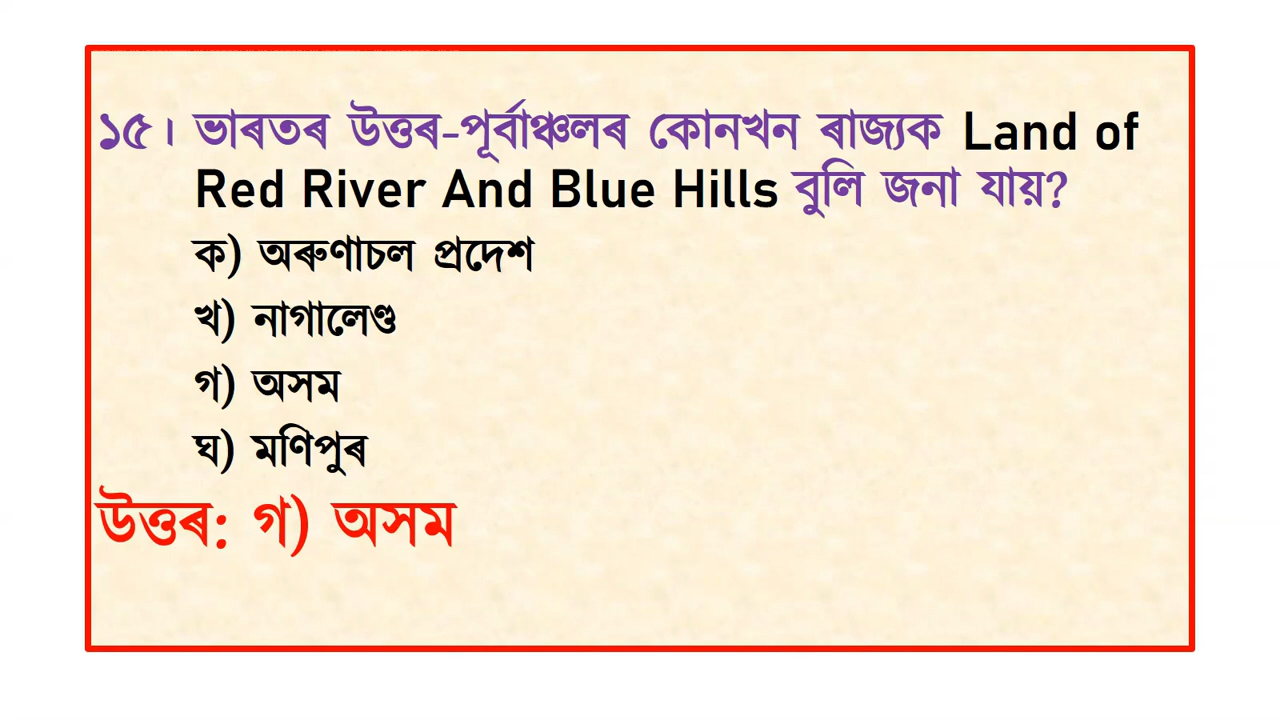 ১৫। ভাৰতৰ উত্তৰ-পূৰ্বাঞ্চলৰ কোনখন ৰাজ্যক Land of
Red River And Blue Hills বুলি জনা যায়?
ক) অৰুণাচল প্ৰদেশ
খ) নাগালেণ্ড
গ) অসম
ঘ) মণিপুৰ
উত্তৰ: গ) অসম